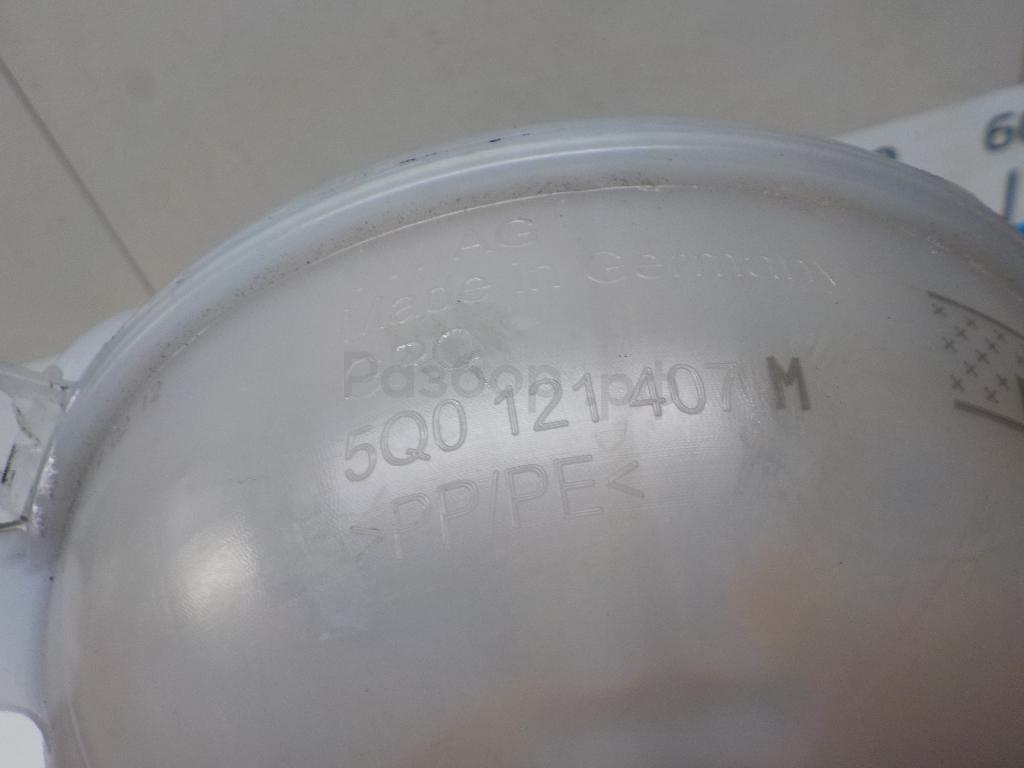 AG
Made in Germany
Разбор
5Q0 121 407 M
>PP/PE<